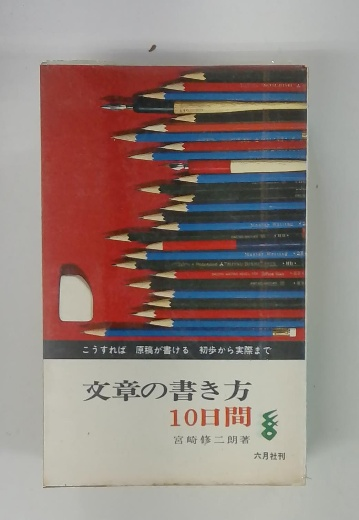 こうすれば 原稿が書ける 初歩から実際まで
文章の書き方
10日間
宮崎修二朗著
六月社刊